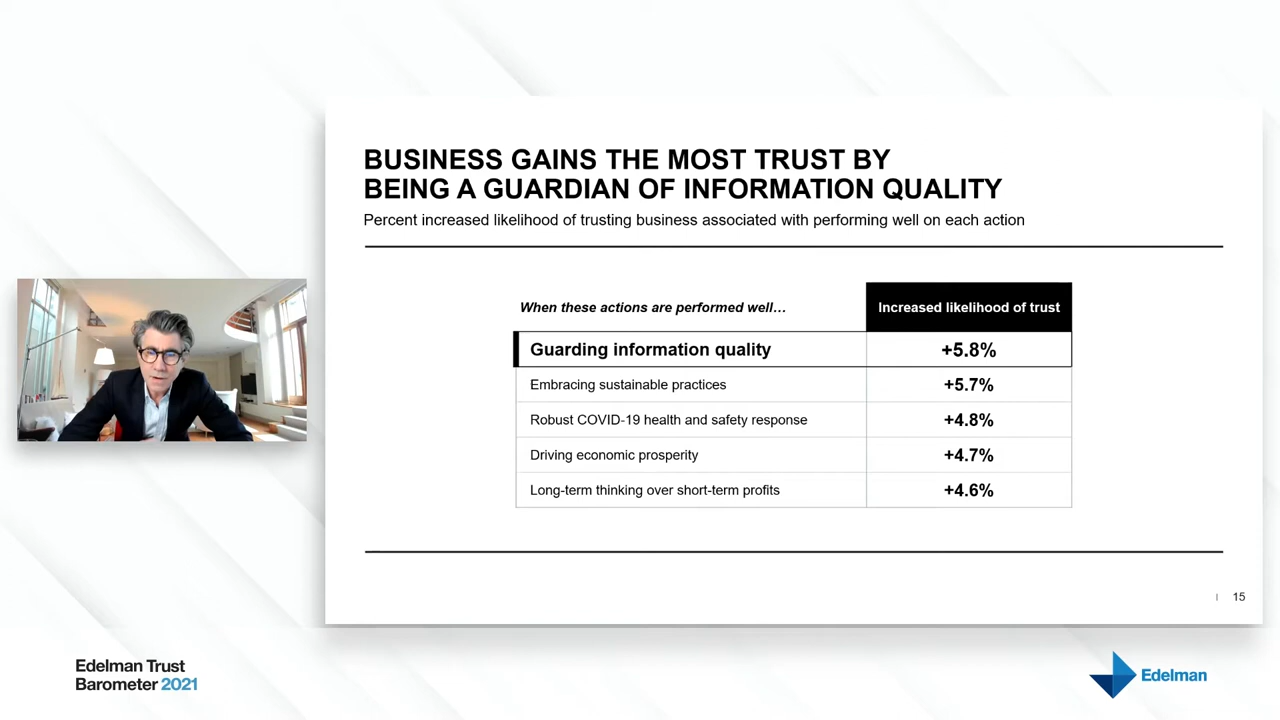 BUSINESS GAINS THE MOST TRUST BY
BEING A GUARDIAN OF INFORMATION QUALITY
Percent increased likelihood of trusting business associated with performing well on each action
When these actions are performed well… Increased likelihood of trust
Guarding information quality +5.8%
Embracing sustainable practices +5.7%
Robust COVID-19 health and safety response +4.8%
Driving economic prosperity +4.7%
Long-term thinking over short-term profits +4.6%
15
Edelman Trust
Barometer 2021
Edelman